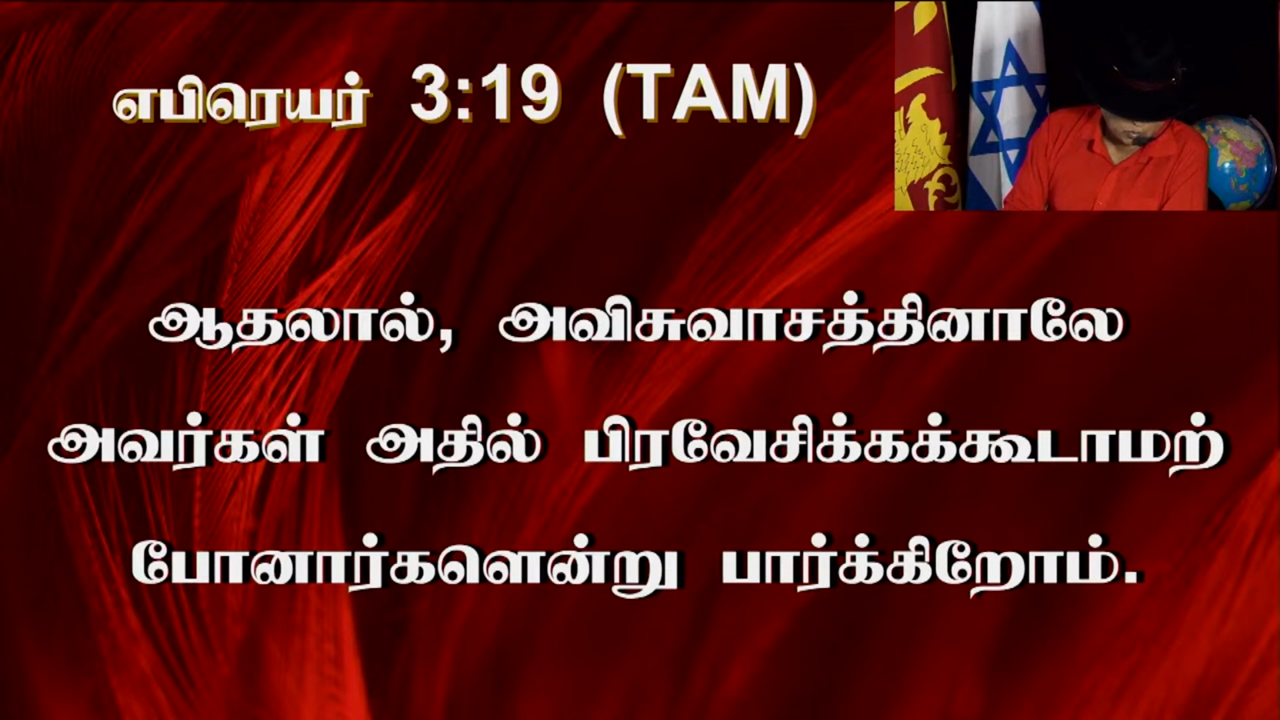 எபிரெயர் 3:19 (TAM)
ஆதலால், அவிசுவாசத்தினாலே
அவர்கள் அதில் பிரவேசிக்கக்கூடாமற்
போனார்களென்று பார்க்கிறோம்.